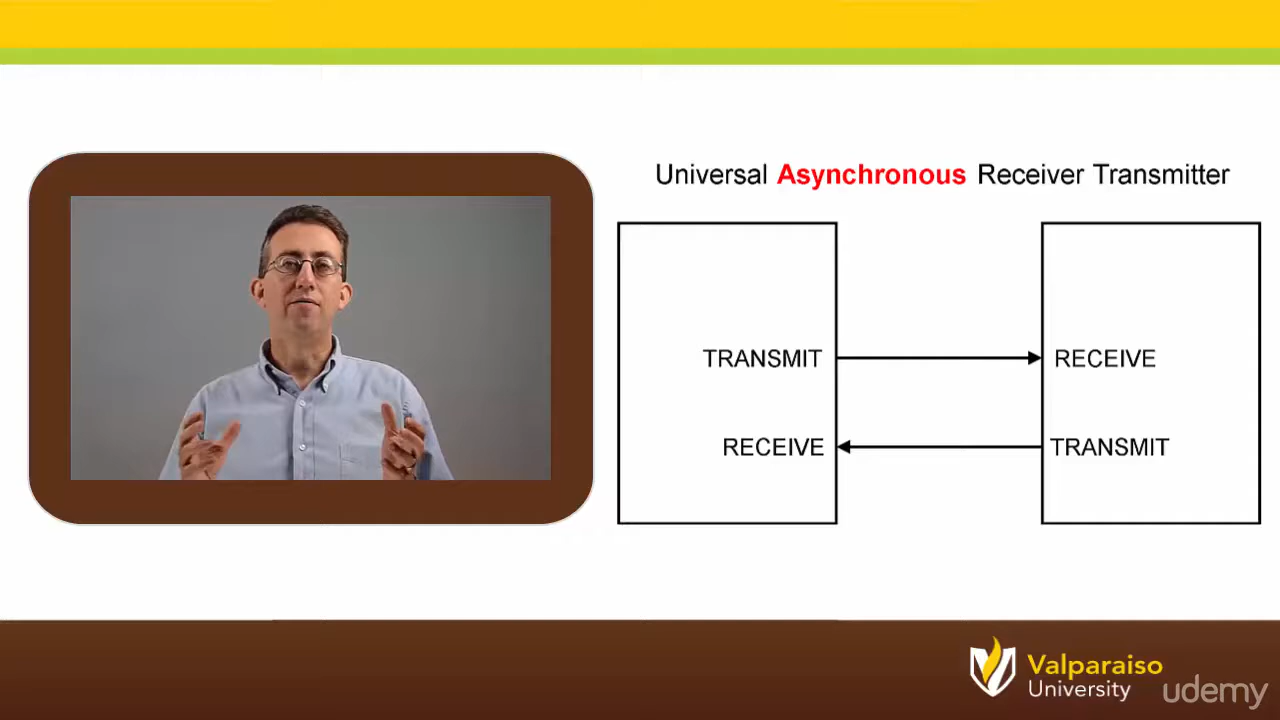 Universal Asynchronous Receiver Transmitter
TRANSMIT
RECEIVE
RECEIVE
TRANSMIT
Valparaiso
University
udemy